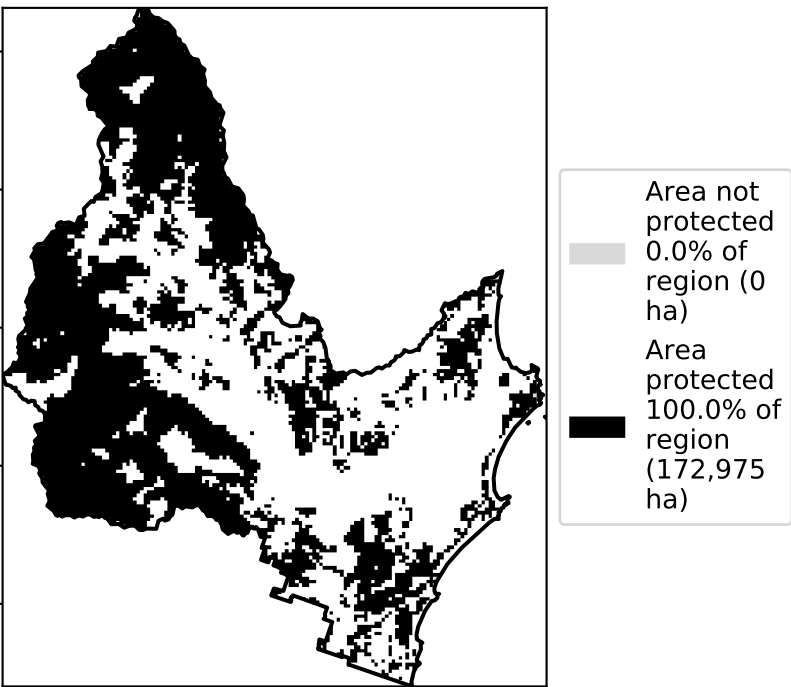 Area not
protected
0.0% of
region (0
ha)
Area
protected
100.0% of
region
(172,975
ha)